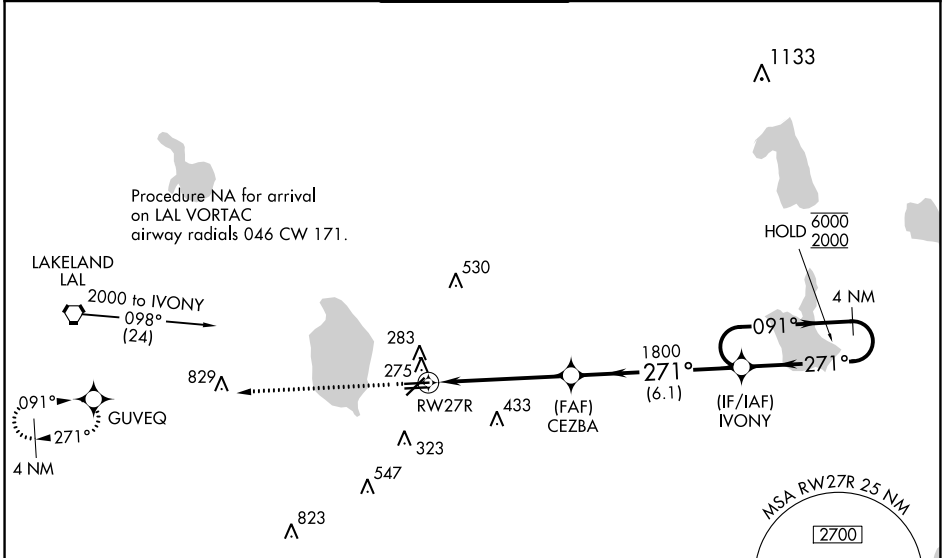 1133
Procedure NA for arrival
on LAL VORTAC
airway radials 046 CW 171.
HOLD 6000
2000
LAKELAND
LAL
2000 to IVONY
098°
(24)
530
4 NM
091°
271°
283
275
829
1800
271°
(6.1)
RW27R
(FAF)
CEZBA
(IF/IAF)
IVONY
091°
GUVEQ
271°
4 NM
433
323
547
823
MSA RW27R 25 NM
2700